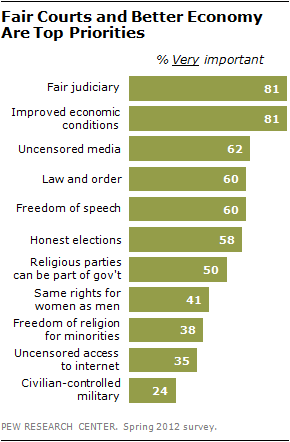 Fair Courts and Better Economy
Are Top Priorities
% Very important
Fair judiciary 81
Improved economic
conditions 81
Uncensored media 62
Law and order 60
Freedom of speech 60
Honest elections 58
Religious parties
can be part of gov't 50
Same rights for
women as men 41
Freedom of religion
for minorities 38
Uncensored access
to internet 35
Civilian-controlled
military 24
PEW RESEARCH CENTER. Spring 2012 survey.